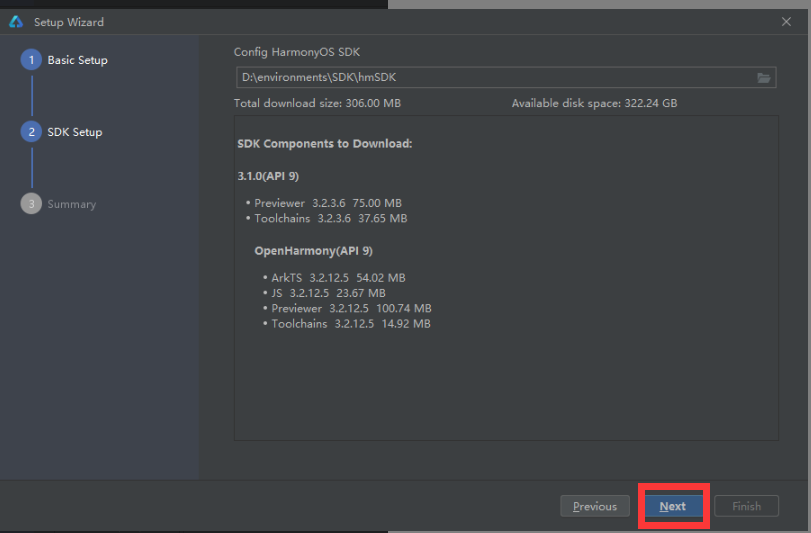 Setup Wizard
1 Basic Setup
2 SDK Setup
3 Summary
Config HarmonyOS SDK
D:\environments\SDK\hmSDK
Total download size: 306.00 MB Available disk space: 322.24 GB
SDK Components to Download:
3.1.0(API 9)
• Previewer 3.2.3.6 75.00 MB
• Toolchains 3.2.3.6 37.65 MB
OpenHarmony(API 9)
• ArkTS 3.2.12.5 54.02 MB
• JS 3.2.12.5 23.67 MB
• Previewer 3.2.12.5 100.74 MB
• Toolchains 3.2.12.5 14.92 MB
Previous Next Finish